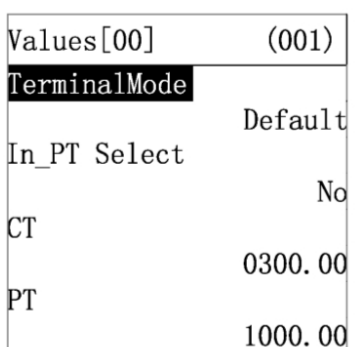 Values[00] (001)
TerminalMode
Default
In_PT Select
No
CT
0300.00
PT
1000.00